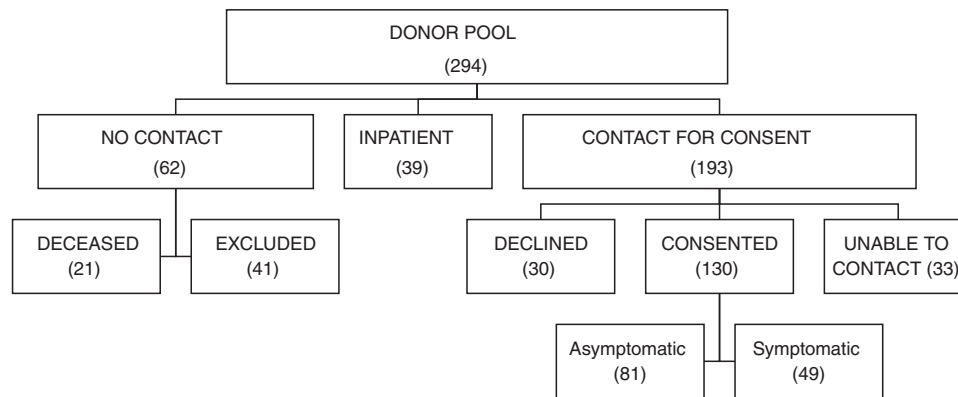 DONOR POOL
(294)
NO CONTACT
(62)
INPATIENT
(39)
CONTACT FOR CONSENT
(193)
DECEASED
(21)
EXCLUDED
(41)
DECLINED
(30)
CONSENTED
(130)
UNABLE TO
CONTACT (33)
Asymptomatic
(81)
Symptomatic
(49)